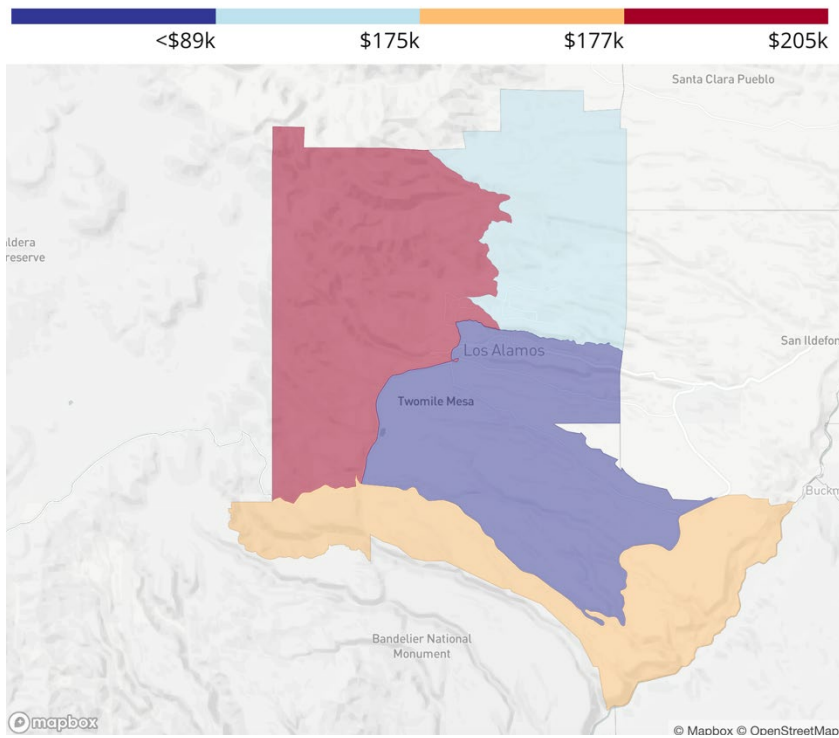 <$89k $175k $177k $205k
Santa Clara Pueblo
aldera
reserve
San Ildefon
Los Alamos
Twomile Mesa
Buckm
Bandelier National
Monument
mapbox
© Mapbox © OpenStreetMap